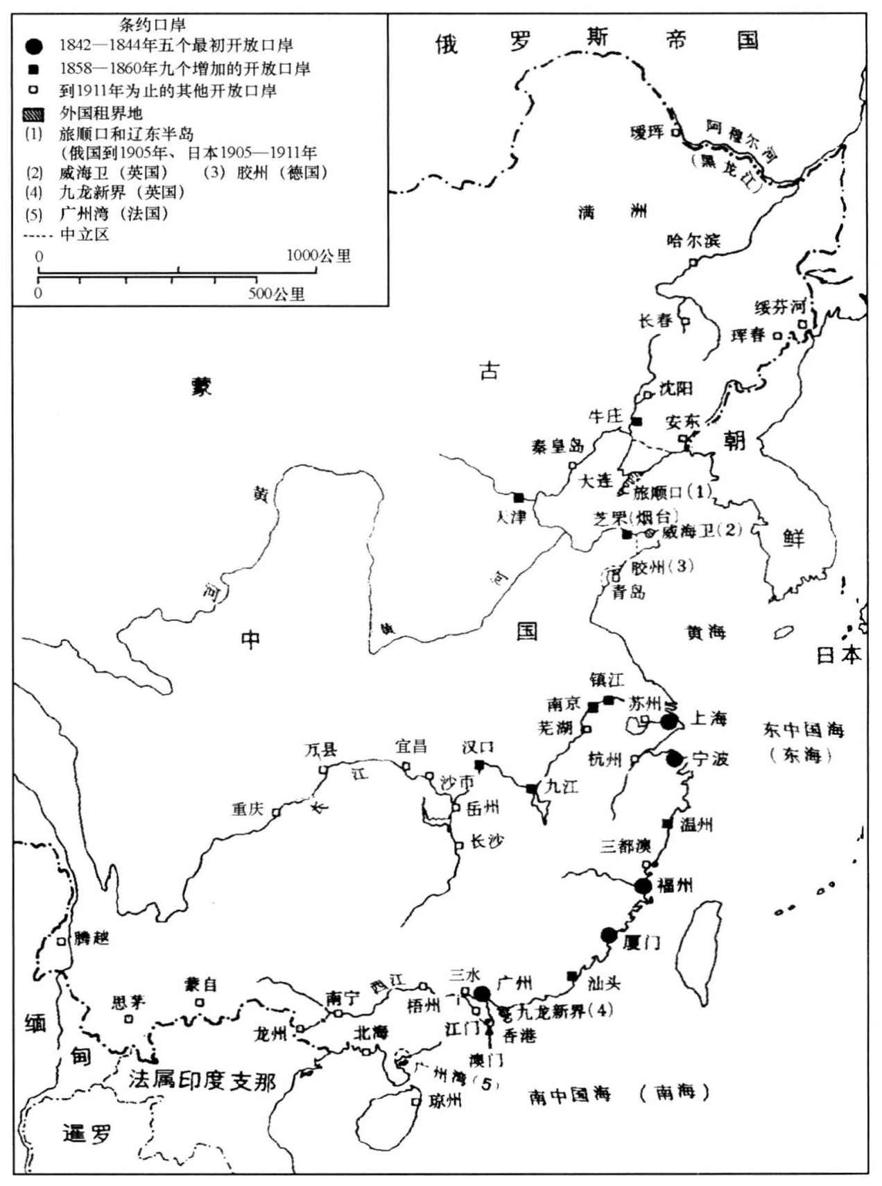 条约口岸
1842—1844年五个最初开放口岸
1858—1860年九个增加的开放口岸
到1911年为止的其他开放口岸
外国租界地
(1) 旅顺口和辽东半岛
(俄国到1905年、日本1905—1911年
(2) 威海卫(英国) (3) 胶州(德国)
(4) 九龙新界(英国)
(5) 广州湾(法国)
中立区
0 1000公里
0 500公里
俄罗斯帝国
瑷珲
阿穆尔河
(黑龙江)
满洲
哈尔滨
绥芬河
长春
珲春
蒙古
沈阳
牛庄
安东
朝鲜
秦皇岛
大连
旅顺口(1)
天津
芝罘(烟台)
威海卫(2)
胶州(3)
青岛
黄河
黄河
中国
黄海
日本
镇江
南京
苏州
上海
芜湖
东中国海
(东海)
杭州
宁波
万县
宜昌
汉口
长江
沙市
九江
重庆
岳州
长沙
温州
三都澳
福州
厦门
腾越
汕头
思茅
蒙自
南宁
西江
三水
广州
梧州
九龙新界(4)
江门
香港
澳门
龙州
北海
广州湾(5)
缅甸
法属印度支那
琼州
南中国海(南海)
暹罗